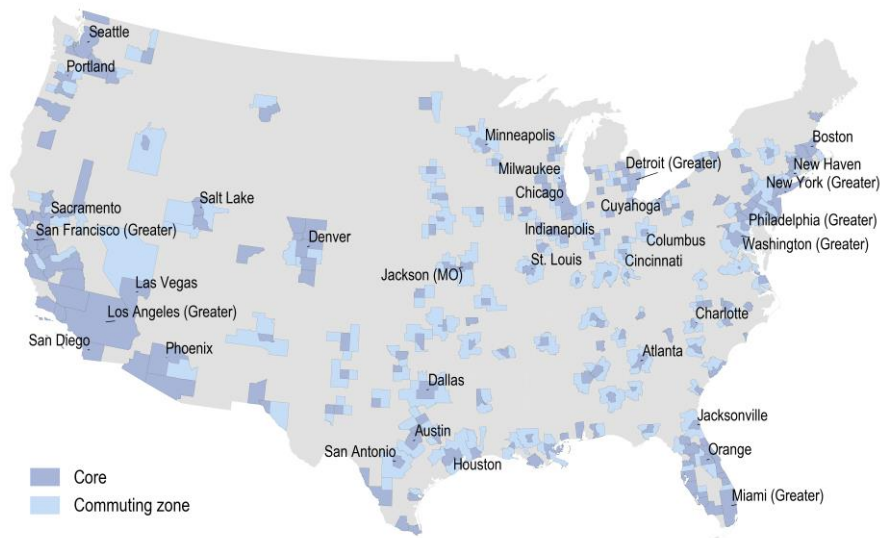 Seattle
Portland
Minneapolis
Boston
Milwaukee
Detroit (Greater)
New Haven
Chicago
New York (Greater)
Salt Lake
Cuyahoga
Sacramento
Philadelphia (Greater)
San Francisco (Greater)
Denver
Indianapolis
Columbus
Washington (Greater)
St. Louis
Cincinnati
Jackson (MO)
Las Vegas
Los Angeles (Greater)
Charlotte
San Diego
Phoenix
Atlanta
Dallas
Jacksonville
Austin
San Antonio
Orange
Houston
Core
Miami (Greater)
Commuting zone